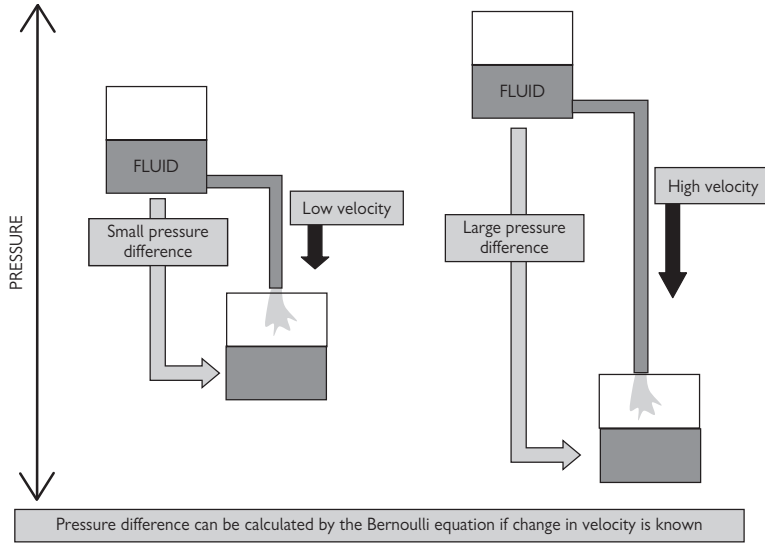 PRESSURE
FLUID
Small pressure
difference
Low velocity
FLUID
Large pressure
difference
High velocity
Pressure difference can be calculated by the Bernoulli equation if change in velocity is known